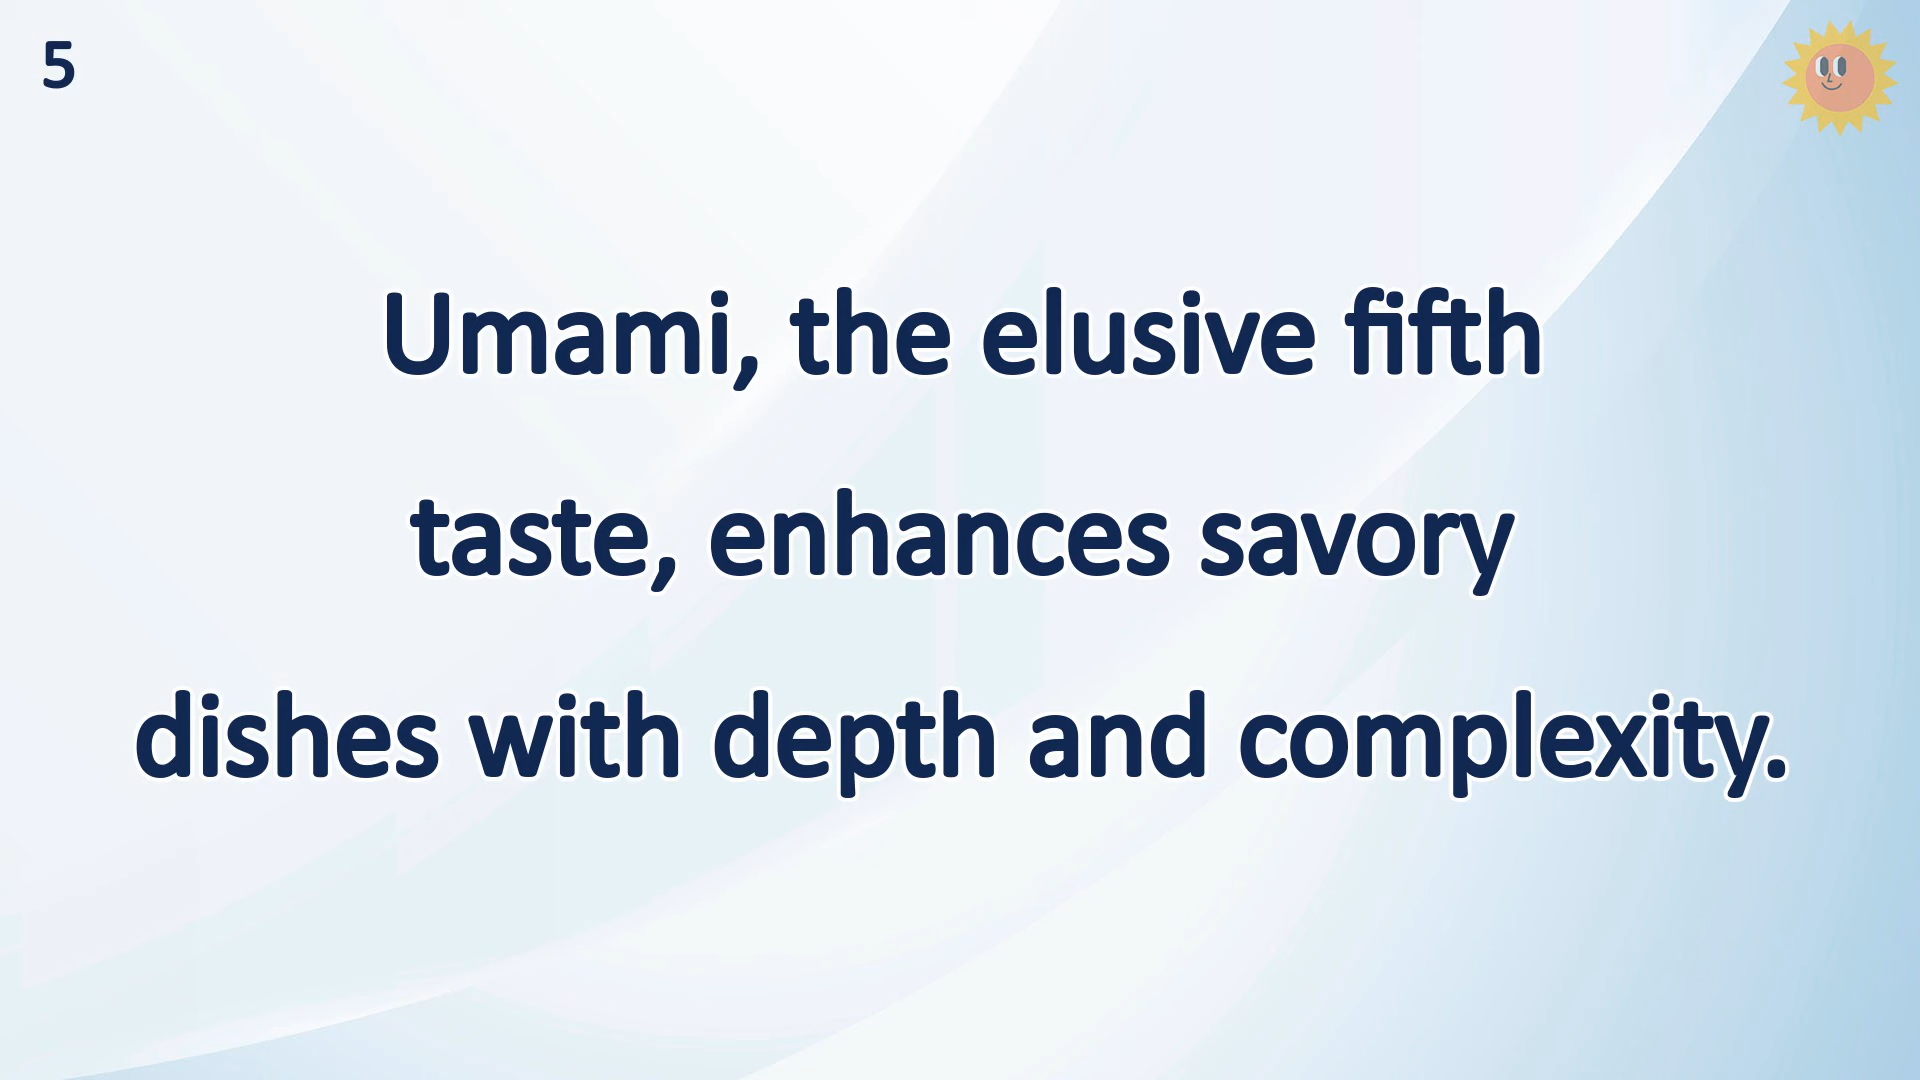 5
Umami, the elusive fifth
taste, enhances savory
dishes with depth and complexity.